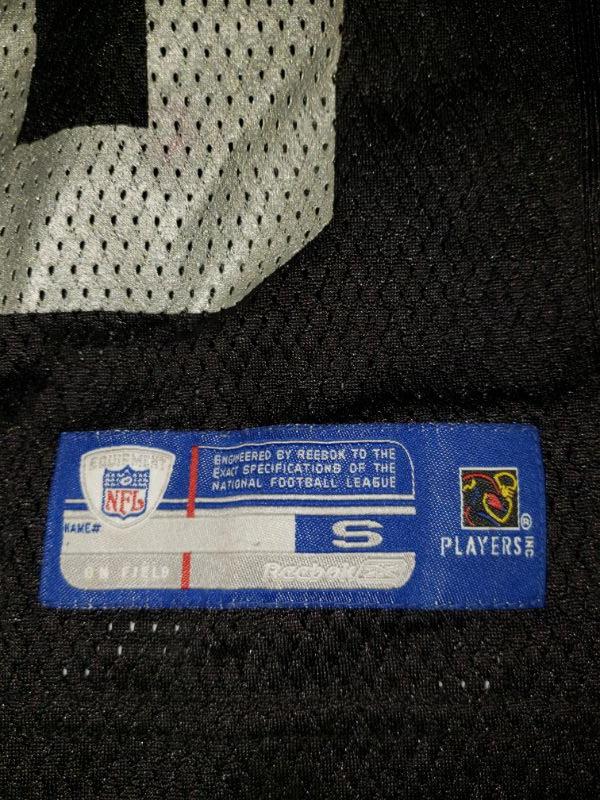 EQUIPMENT
NFL
ENGINEERED BY REEBOK TO THE
EXACT SPECIFICATIONS OF THE
NATIONAL FOOTBALL LEAGUE
NAME#
S
ON FIELD
Reebok
PLAYERS INC
®